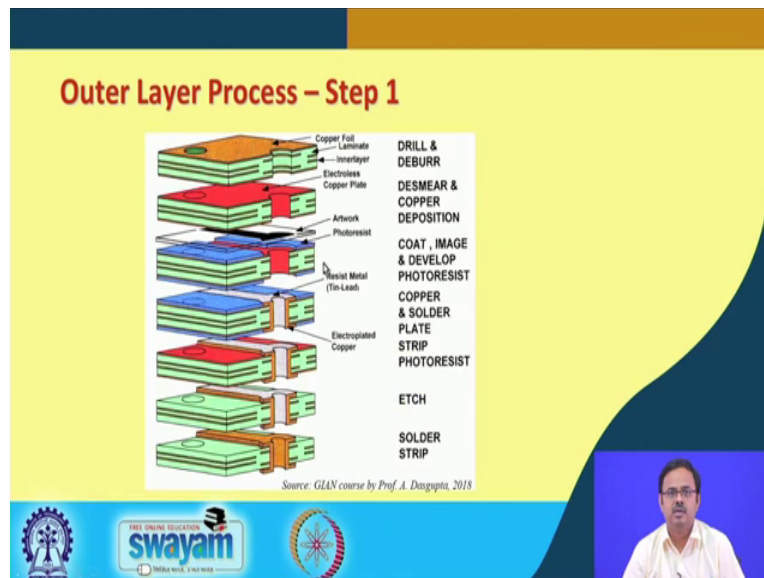 Outer Layer Process – Step 1
Copper Foil
Laminate
Innerlayer
Electroless
Copper Plate
Artwork
Photoresist
Resist Metal
(Tin-Lead)
Electroplated
Copper
DRILL &
DEBURR
DESMEAR &
COPPER
DEPOSITION
COAT , IMAGE
& DEVELOP
PHOTORESIST
COPPER
& SOLDER
PLATE
STRIP
PHOTORESIST
ETCH
SOLDER
STRIP
Source: GIAN course by Prof. A. Dasgupta, 2018
FREE ONLINE EDUCATION
swayam